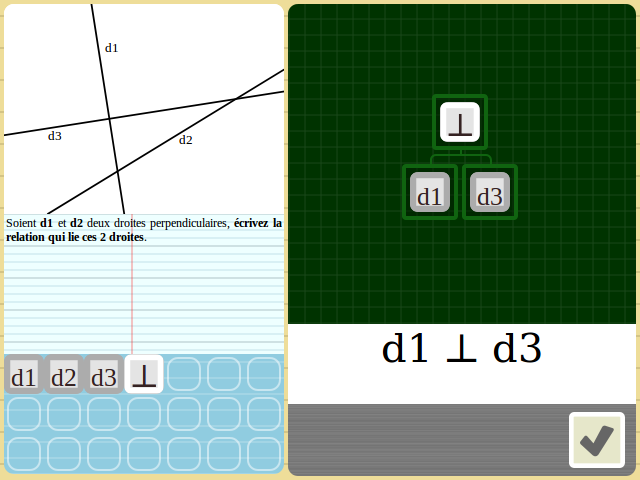 d1
d3
d2
Soient d1 et d2 deux droites perpendiculaires, écrivez la
relation qui lie ces 2 droites.
d1 d2 d3 ⊥
⊥
d1 d3
d1 ⊥ d3